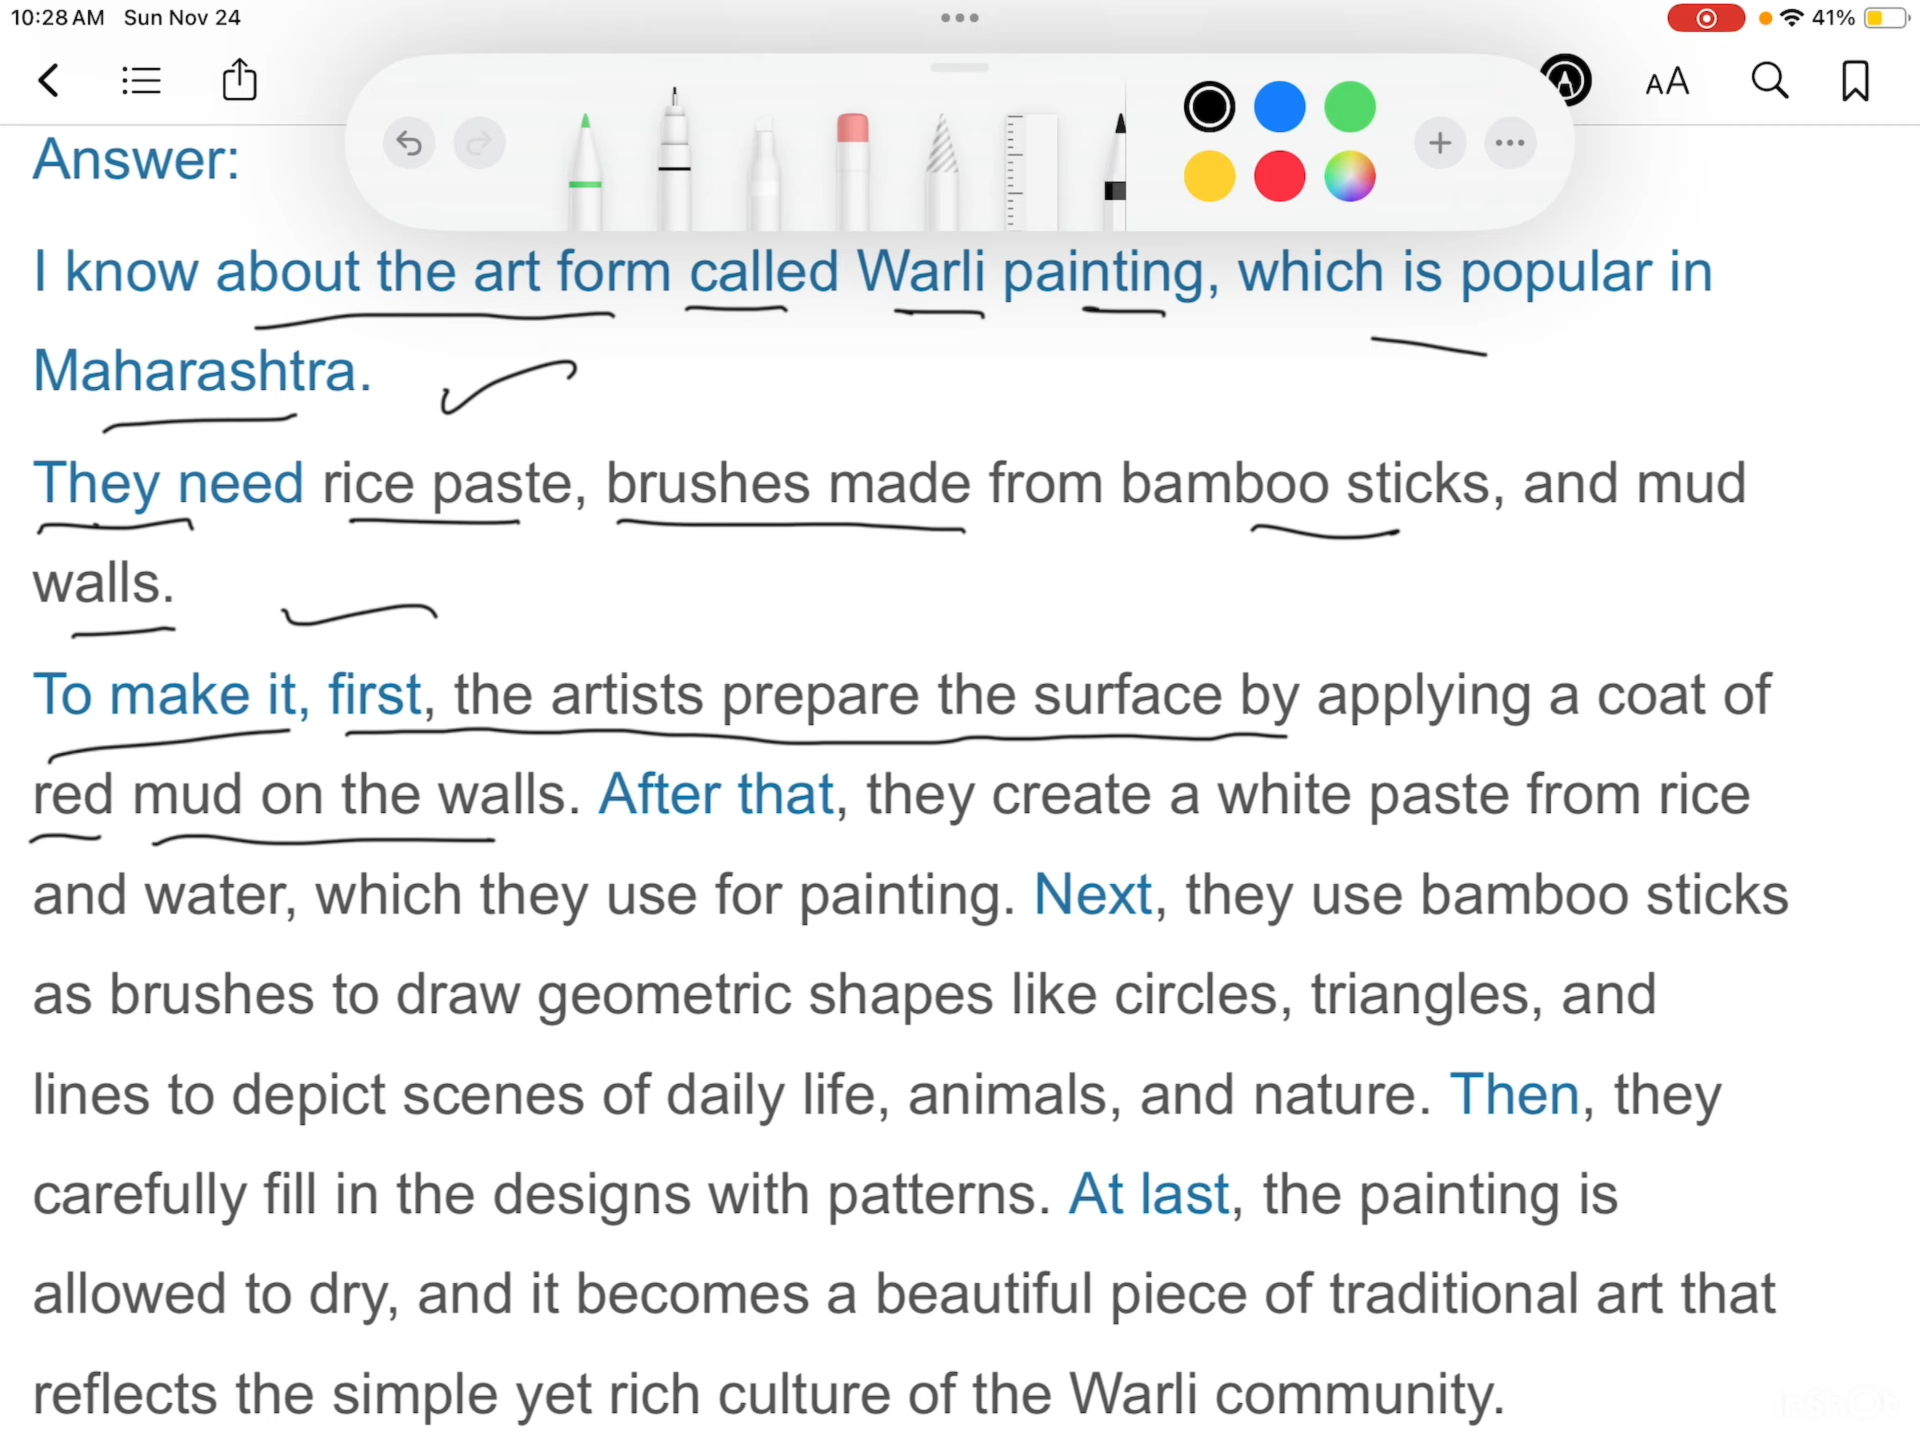 10:28 AM Sun Nov 24
41%
AA
Answer:
I know about the art form called Warli painting, which is popular in
Maharashtra.
They need rice paste, brushes made from bamboo sticks, and mud
walls.
To make it, first, the artists prepare the surface by applying a coat of
red mud on the walls. After that, they create a white paste from rice
and water, which they use for painting. Next, they use bamboo sticks
as brushes to draw geometric shapes like circles, triangles, and
lines to depict scenes of daily life, animals, and nature. Then, they
carefully fill in the designs with patterns. At last, the painting is
allowed to dry, and it becomes a beautiful piece of traditional art that
reflects the simple yet rich culture of the Warli community.